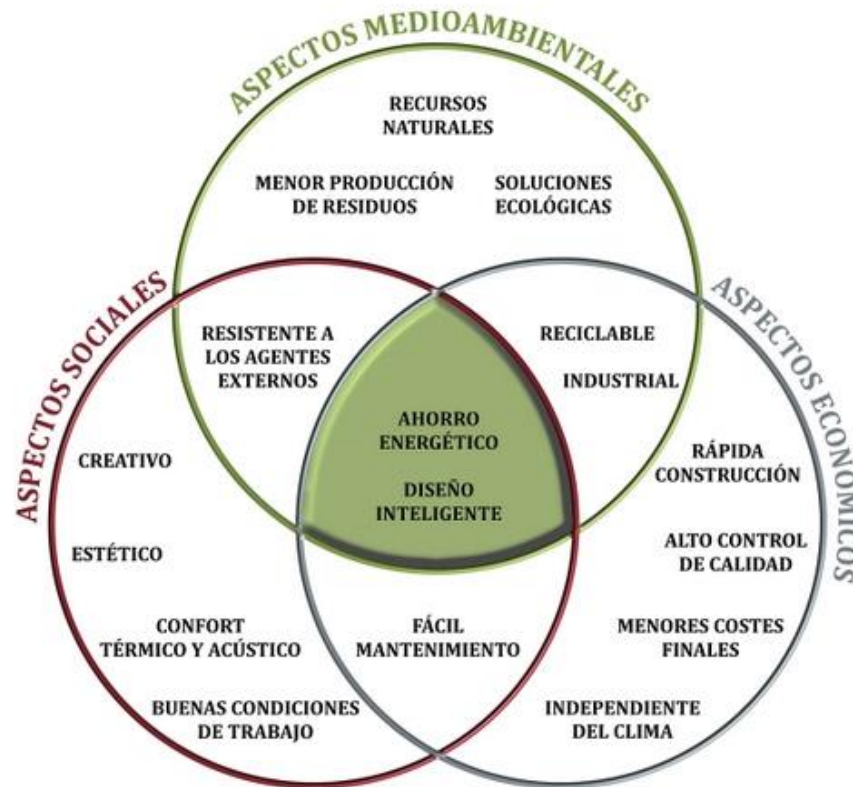 ASPECTOS MEDIOAMBIENTALES
RECURSOS
NATURALES
MENOR PRODUCCIÓN
DE RESIDUOS
SOLUCIONES
ECOLÓGICAS
ASPECTOS SOCIALES
ASPECTOS ECONOMICOS
RESISTENTE A
LOS AGENTES
EXTERNOS
RECICLABLE
INDUSTRIAL
AHORRO
ENERGÉTICO
DISEÑO
INTELIGENTE
CREATIVO
ESTÉTICO
CONFORT
TÉRMICO Y ACÚSTICO
BUENAS CONDICIONES
DE TRABAJO
FÁCIL
MANTENIMIENTO
RÁPIDA
CONSTRUCCIÓN
ALTO CONTROL
DE CALIDAD
MENORES COSTES
FINALES
INDEPENDIENTE
DEL CLIMA